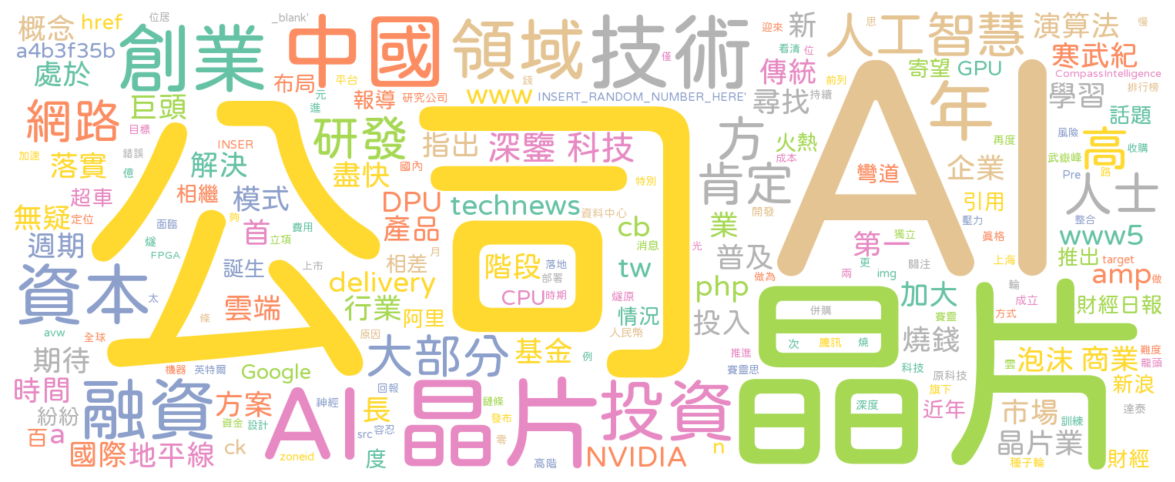 概念 href
a4b3f35b
處於
創業
_blank'
位居
中國
領域
技術
新
迎來
看清 位
思
僅
錢
人工智慧
演算法
慢
前列
寄望 GPU
寒武紀
CompassIntelligence
排行榜
布局
元
平台
進
報導
研究公司
www
INSERT_RANDOM_NUMBER_HERE'
傳統
尋找
持續
學習
話題
網路
巨頭
目標
研發
指出
深鑒 科技
方
火熱
成本
年
再度
風險
收購
高
武嶽峰
路
加速
錯誤
億
INSER
落實
解決
盡快
國內
特別
肯定
彎道
企業
Pre
人士
超車
相繼
模式
DPU
產品
technews
資料中心
業
開發
引用
壓力
整合
無疑
定位
首
詢
立項
面臨
燧
FPGA
費用
月
cb
消息
光
普及
獨立
第一
更
關注
眞格
www5
週期
誕生
上市
相差
階段
落地
部署
tw
做為
兩
img
上海
推出
target
amp
做
資本
太
雲端
delivery
CPU
時期
燧原
情況
php
加大
輪
成立
財經日報
條
行業
阿里
人民幣
投入
併購
賽靈
方式
avw
全球
原因
公司
AI
晶片
期待
機器
英特爾
Google
大部分
基金
例
推進
次
騰訊
燒
燒錢
雲
泡沫
商業
難度
龍頭
賽靈思
科技
原科技
旗下
新浪
時間
紛紛
融資
資金
設計
方案
神經
回報
長
鏈條
發布
零
AI
晶片
投資
深度
近年
市場
訓練
達泰
百
a
國際
地平線
ck
zoneid
src
容忍
度
高階
NVIDIA
n
晶片業
種子輪
財經